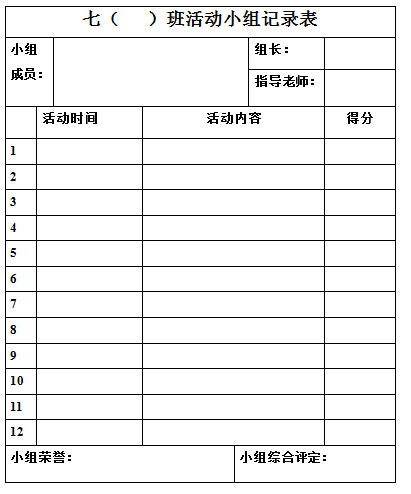 七（　　）班活动小组记录表
小组
成员：
组长：
指导老师：
活动时间 活动内容 得分
1
2
3
4
5
6
7
8
9
10
11
12
小组荣誉： 小组综合评定：